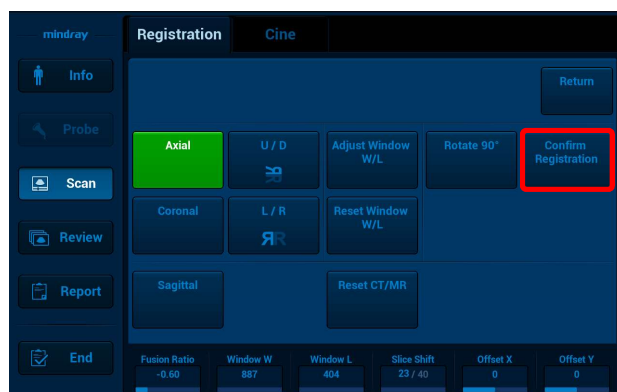 mindray
Registration
Cine
Info
Return
Probe
Axial
U / D
Adjust Window
W/L
Rotate 90°
Confirm
Registration
Scan
Coronal
L / R
Reset Window
W/L
Review
Sagittal
Reset CT/MR
Report
End
Fusion Ratio
-0.60
Window W
887
Window L
404
Slice Shift
23 / 40
Offset X
0
Offset Y
0